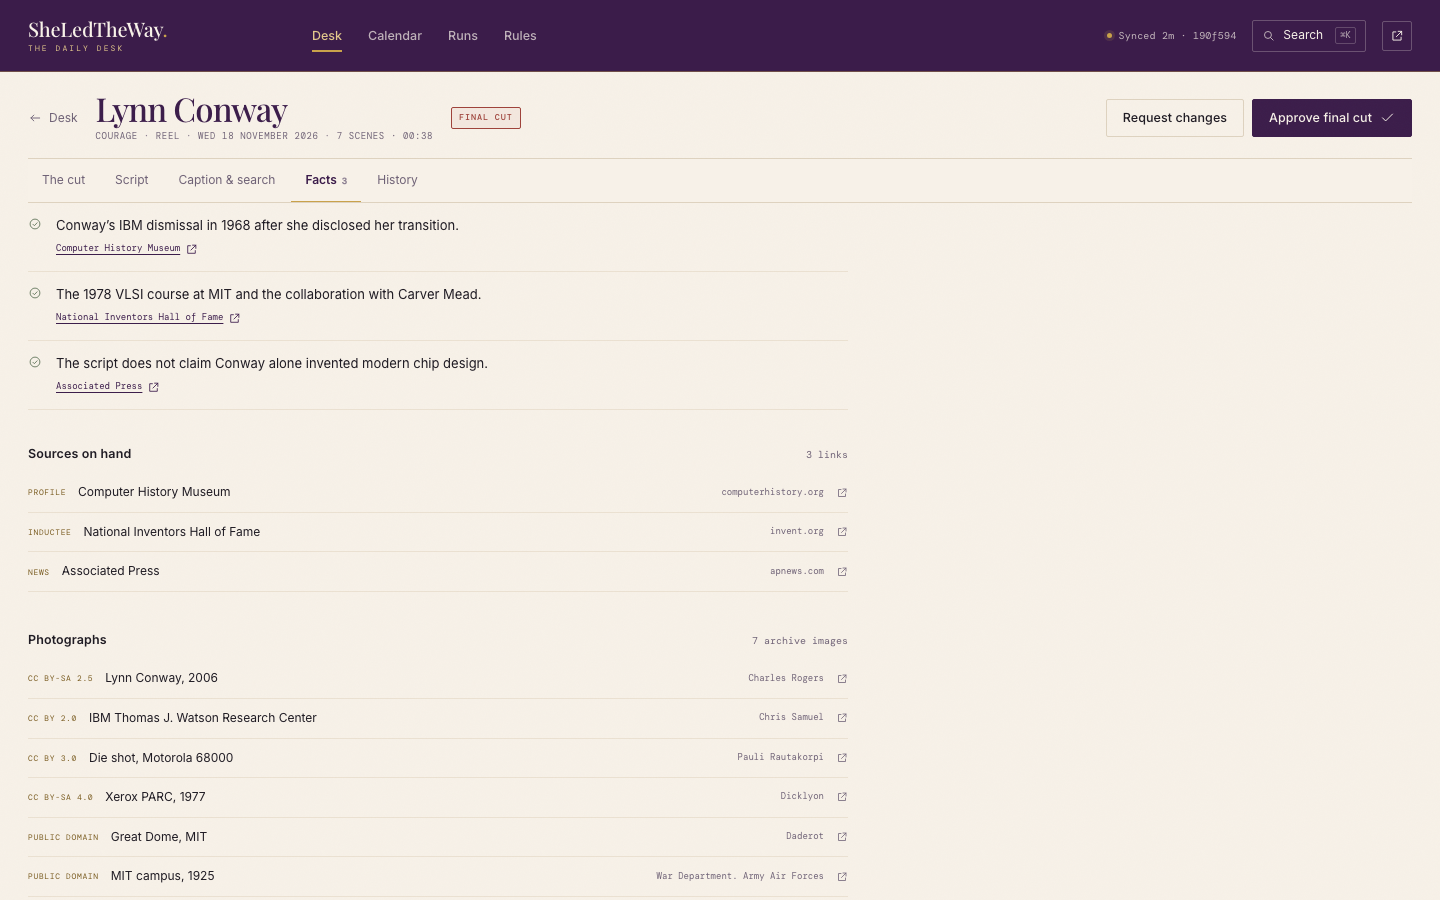 SheLedTheWay.
THE DAILY DESK
Desk Calendar Runs Rules
Synced 2m · 190f594
Search ⌘K
← Desk
Lynn Conway
COURAGE · REEL · WED 18 NOVEMBER 2026 · 7 SCENES · 00:38
FINAL CUT
Request changes
Approve final cut
The cut Script Caption & search Facts 3 History
Conway’s IBM dismissal in 1968 after she disclosed her transition.
Computer History Museum
The 1978 VLSI course at MIT and the collaboration with Carver Mead.
National Inventors Hall of Fame
The script does not claim Conway alone invented modern chip design.
Associated Press
Sources on hand 3 links
PROFILE Computer History Museum computerhistory.org
INDUCTEE National Inventors Hall of Fame invent.org
NEWS Associated Press apnews.com
Photographs 7 archive images
CC BY-SA 2.5 Lynn Conway, 2006 Charles Rogers
CC BY 2.0 IBM Thomas J. Watson Research Center Chris Samuel
CC BY 3.0 Die shot, Motorola 68000 Pauli Rautakorpi
CC BY-SA 4.0 Xerox PARC, 1977 Dicklyon
PUBLIC DOMAIN Great Dome, MIT Daderot
PUBLIC DOMAIN MIT campus, 1925 War Department. Army Air Forces